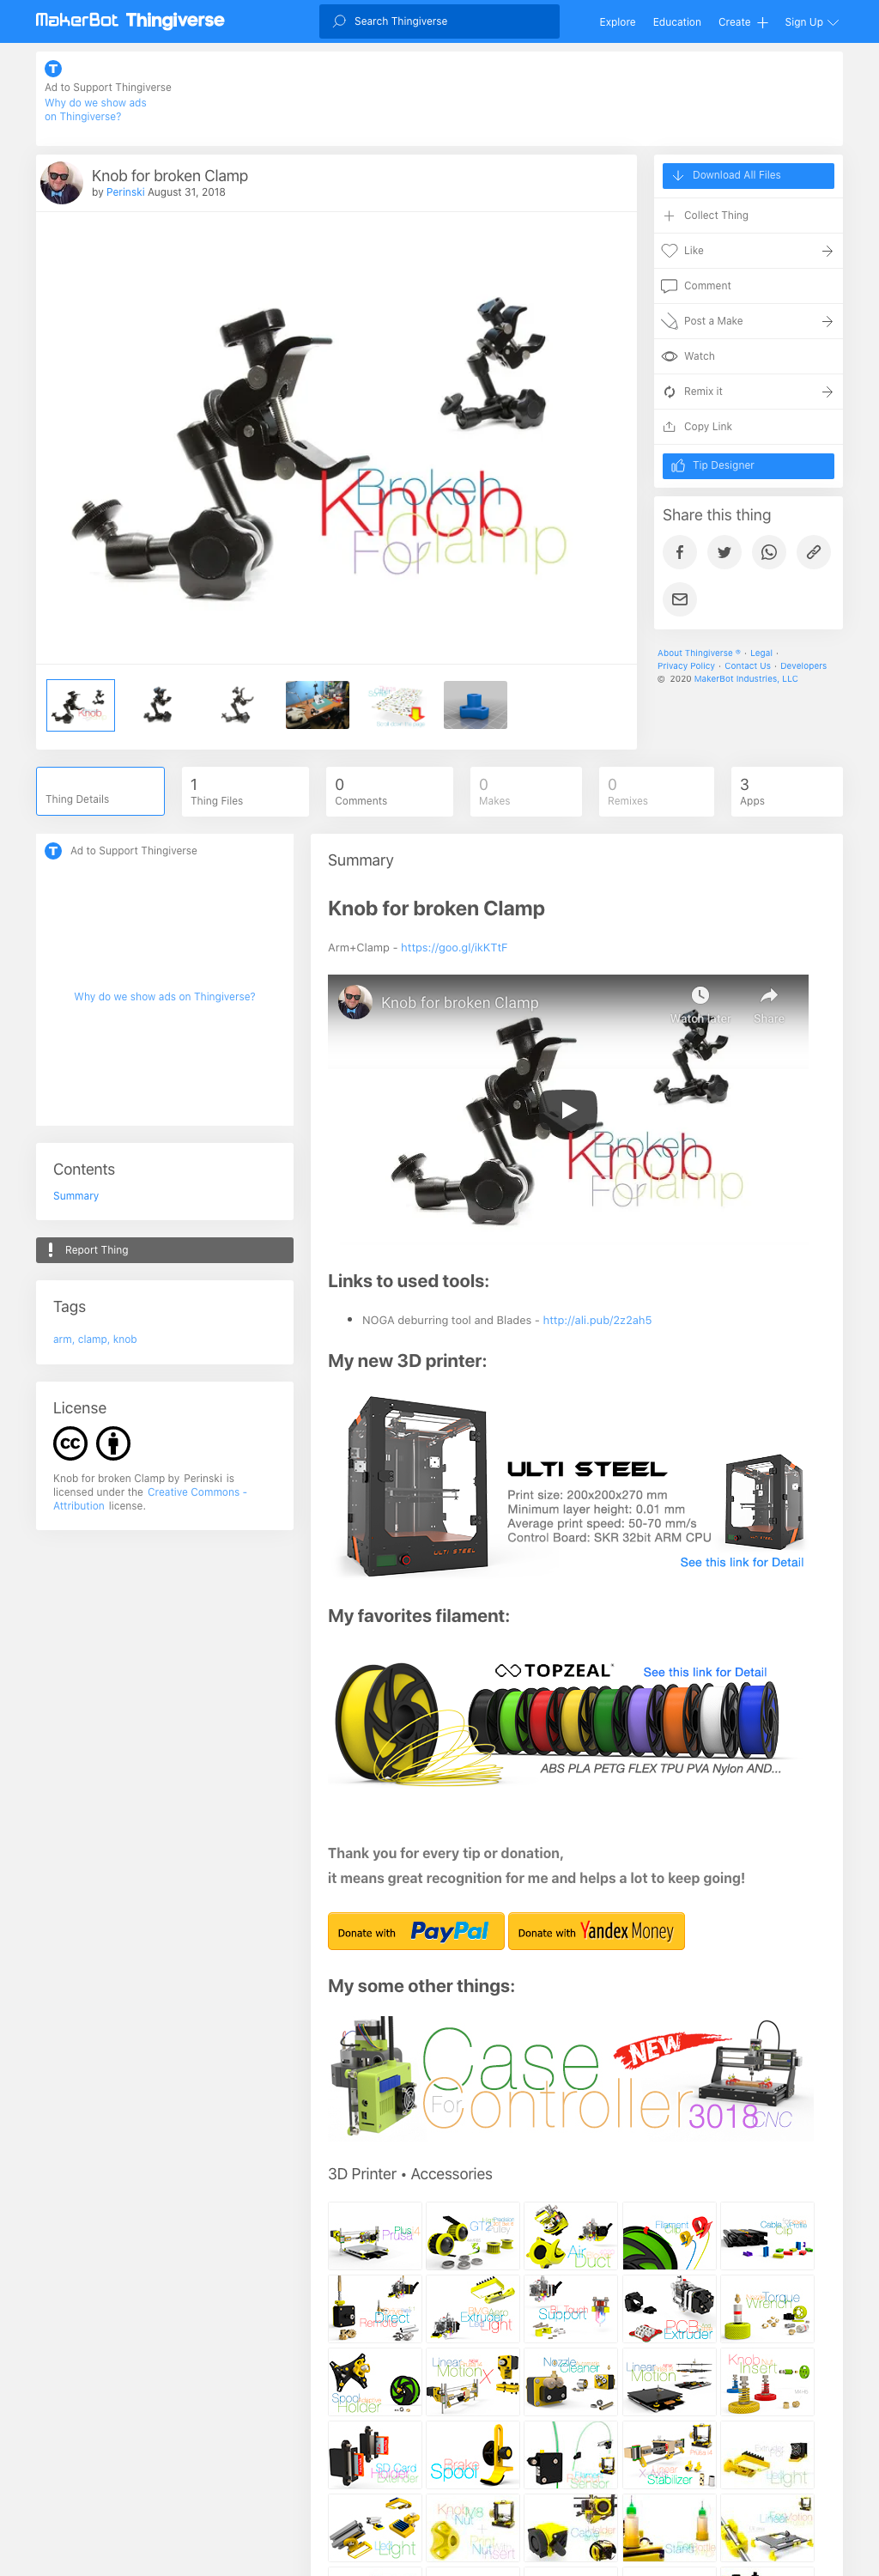 MakerBot Thingiverse
Search Thingiverse
Explore
Education
Create
Sign Up
Ad to Support Thingiverse
Why do we show ads
on Thingiverse?
Knob for broken Clamp
by Perinski August 31, 2018
Broken
Knob
For Clamp
Download All Files
Collect Thing
Like
Comment
Post a Make
Watch
Remix it
Copy Link
Tip Designer
Share this thing
About Thingiverse ® · Legal ·
Privacy Policy · Contact Us · Developers
© 2020 MakerBot Industries, LLC
Thing Details
1
Thing Files
0
Comments
0
Makes
0
Remixes
3
Apps
Ad to Support Thingiverse
Why do we show ads on Thingiverse?
Contents
Summary
Report Thing
Tags
arm, clamp, knob
License
Knob for broken Clamp by Perinski is
licensed under the Creative Commons -
Attribution license.
Summary
Knob for broken Clamp
Arm+Clamp - https://goo.gl/ikKTtF
Knob for broken Clamp
Watch later
Share
Broken
Knob
For Clamp
Links to used tools:
NOGA deburring tool and Blades - http://ali.pub/2z2ah5
My new 3D printer:
ULTI STEEL
Print size: 200x200x270 mm
Minimum layer height: 0.01 mm
Average print speed: 50-70 mm/s
Control Board: SKR 32bit ARM CPU
See this link for Detail
ULTI STEEL
My favorites filament:
TOPZEAL
See this link for Detail
ABS PLA PETG FLEX TPU PVA Nylon AND...
Thank you for every tip or donation,
it means great recognition for me and helps a lot to keep going!
Donate with PayPal
Donate with Yandex Money
My some other things:
Case NEW
For Controller 3018 CNC
3D Printer • Accessories
Plus
Prusa i4
GT2
Air
Duct
Filament
Clip
Cable
Clip
Direct
Remote
Extruder
Light
Touch
Support
PCB
Extruder
Torque
Wrench
Spool
Holder
Linear
Motion X
Nozzle
Cleaner
Linear
Motion
Knob
Insert
SD Card
Holder
Extender
Brake
Spool
Filament
Sensor
Stabilizer
Light
Led
Light
Knob M8
Nut
Nut Insert
Cable
Holder
Stand
Linear Motion